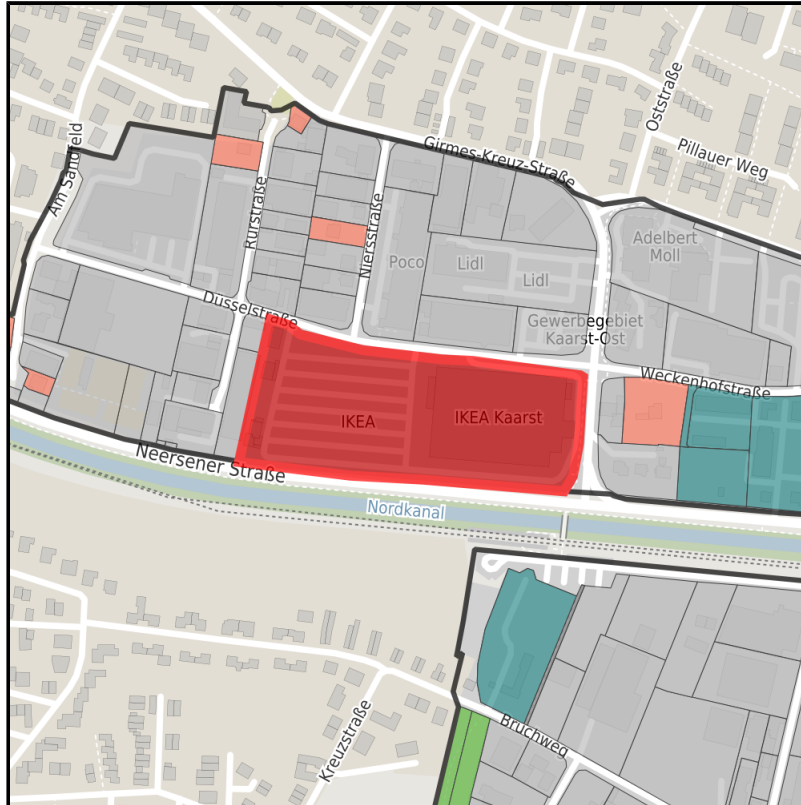 Oststraße
Girmes-Kreuz-Straße
Pillauer Weg
Am Sandfeld
Rurstraße
Niersstraße
Adelbert
Moll
Poco
Lidl
Lidl
Düsselstraße
Gewerbegebiet
Kaarst-Ost
Weckenhofstraße
IKEA
IKEA Kaarst
Neersener Straße
Nordkanal
Kreuzstraße
Bruchweg